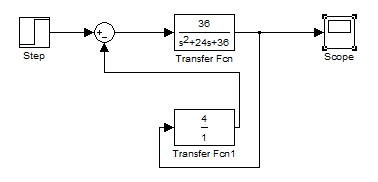 36
s2+24s+36
Step
Transfer Fcn
Scope
4
1
Transfer Fcn1